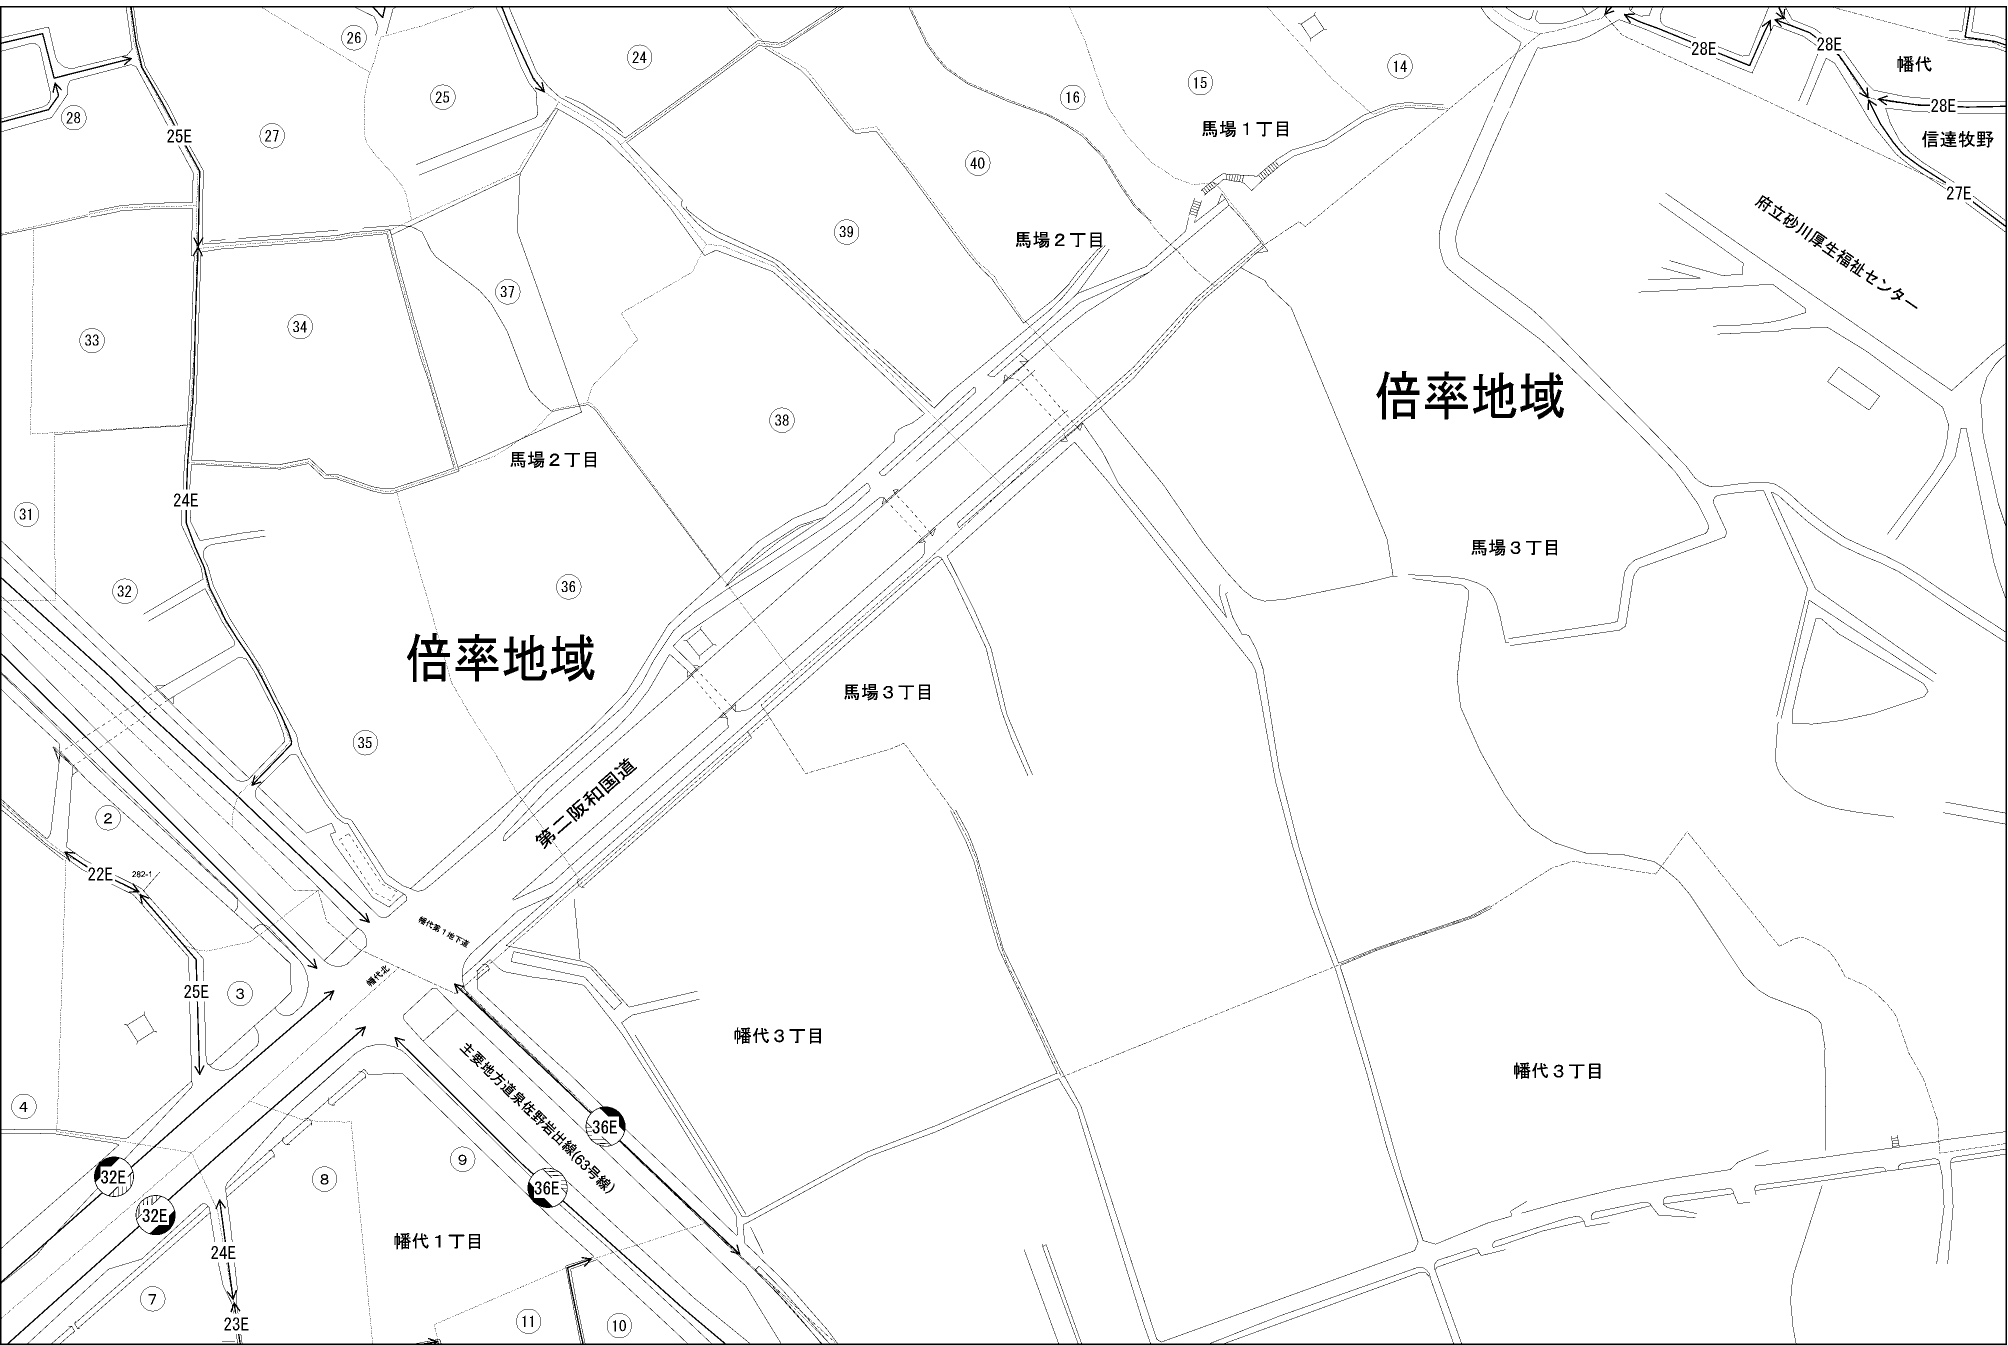 26
24
14
28E
28E
幡代
25
15
16
28E
28
25E
27
馬場１丁目
信達牧野
40
27E
府立砂川厚生福祉センター
39
馬場２丁目
37
34
33
倍率地域
38
馬場２丁目
24E
31
馬場３丁目
36
32
倍率地域
馬場３丁目
35
第二阪和国道
2
22E
282-1
幡代第１地下道
幡代北
25E
3
幡代３丁目
主要地方道泉佐野岩出線(63号線)
幡代３丁目
4
36E
9
32E
8
36E
32E
24E
幡代１丁目
7
23E
11
10